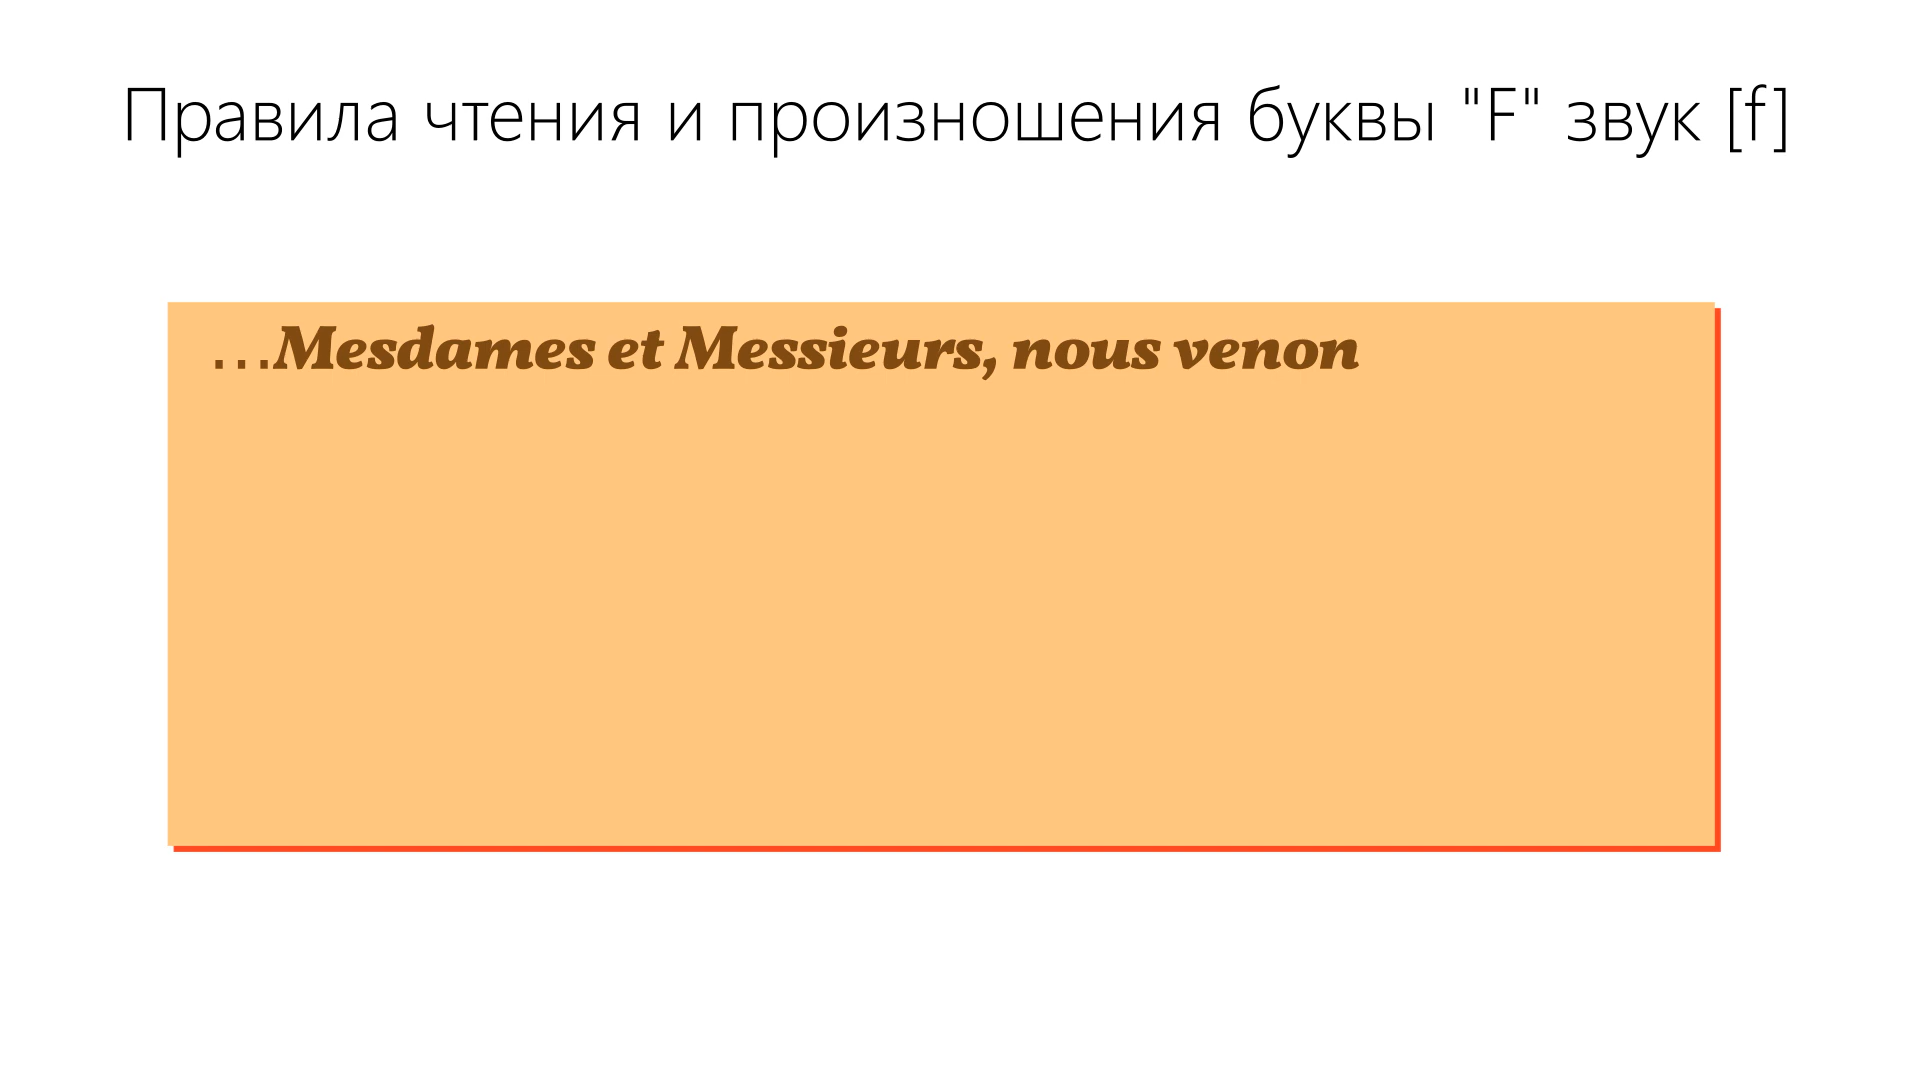 Правила чтения и произношения буквы "F" звук [f]
…Mesdames et Messieurs, nous venon